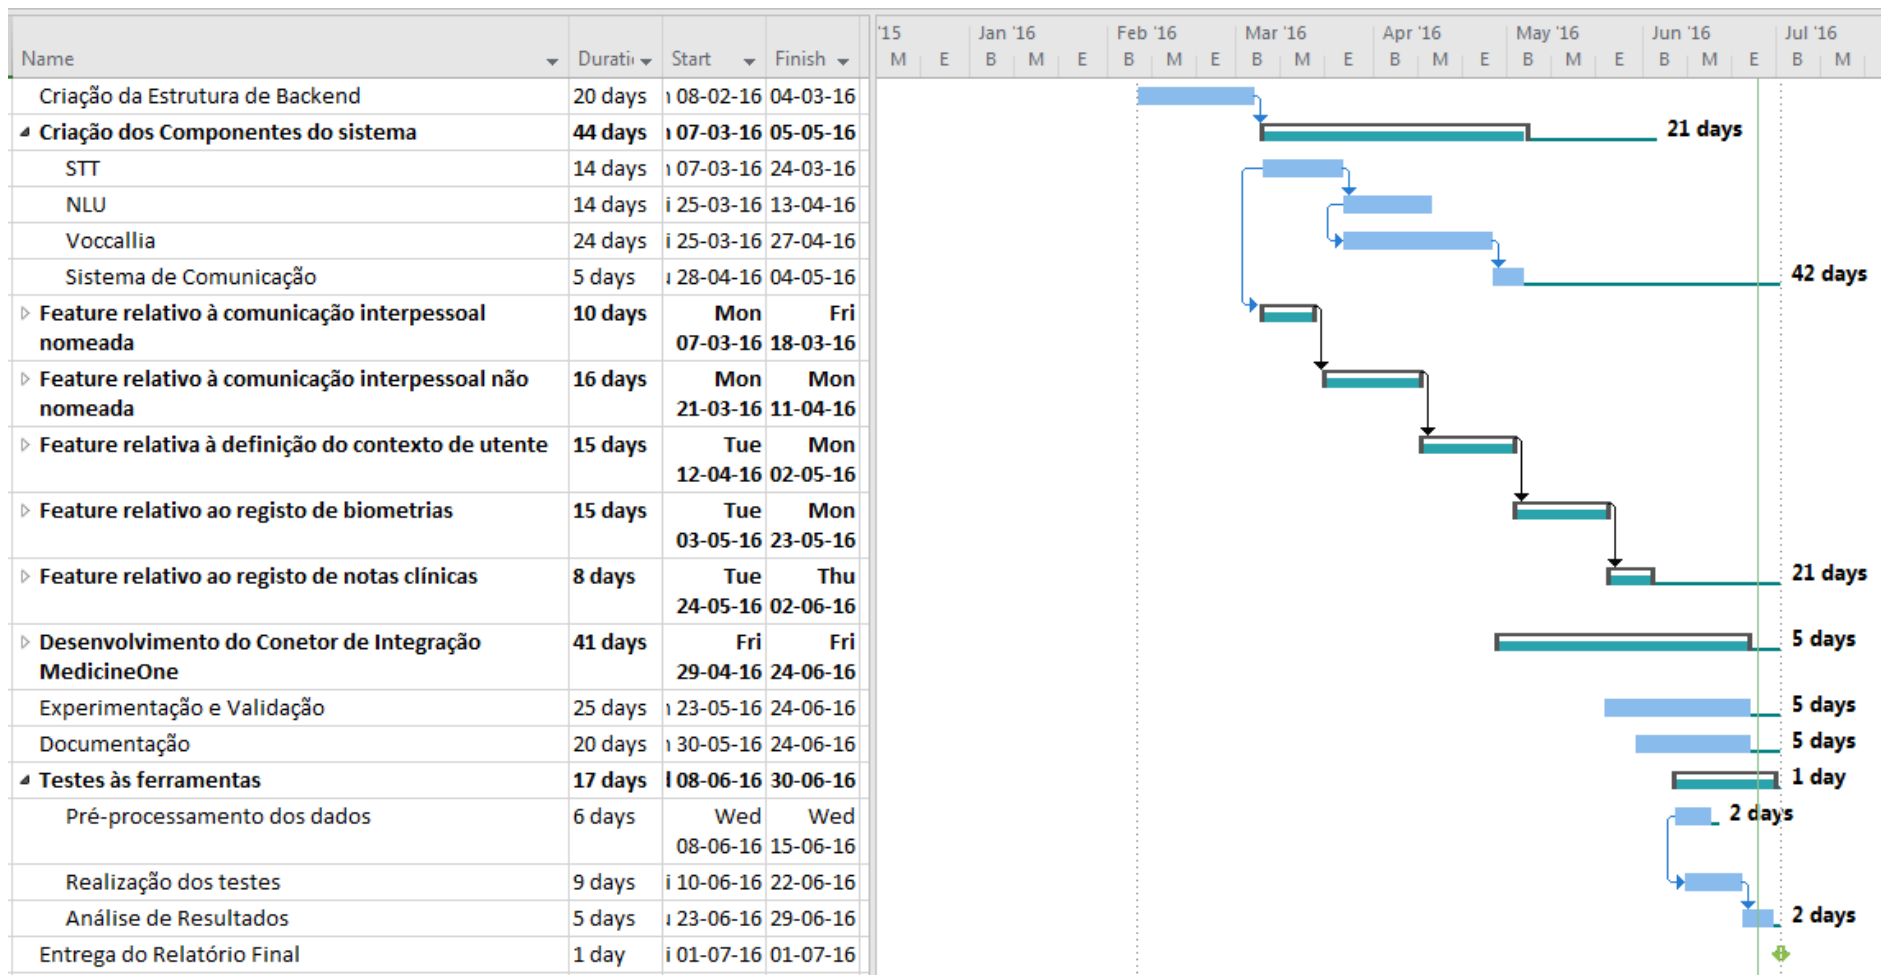 '15 Jan '16 Feb '16 Mar '16 Apr '16 May '16 Jun '16 Jul '16
Name Start Finish M E B M E B M E B M E B M E B M E B M E B M
Criação da Estrutura de Backend 20 days 08-02-16 04-03-16
Criação dos Componentes do sistema 44 days 07-03-16 05-05-16 21 days
STT 14 days 07-03-16 24-03-16
NLU 14 days i 25-03-16 13-04-16
Voccallia 24 days i 25-03-16 27-04-16
Sistema de Comunicação 5 days 28-04-16 04-05-16 42 days
Feature relativo à comunicação interpessoal 10 days Mon Fri
nomeada 07-03-16 18-03-16
Feature relativo à comunicação interpessoal não 16 days Mon Mon
nomeada 21-03-16 11-04-16
Feature relativa à definição do contexto de utente 15 days Tue Mon
12-04-16 02-05-16
Feature relativo ao registo de biometrias 15 days Tue Mon
03-05-16 23-05-16
Feature relativo ao registo de notas clínicas 8 days Tue Thu 21 days
24-05-16 02-06-16
Desenvolvimento do Conetor de Integração 41 days Fri Fri 5 days
MedicineOne 29-04-16 24-06-16
Experimentação e Validação 25 days 23-05-16 24-06-16 5 days
Documentação 20 days 30-05-16 24-06-16 5 days
Testes às ferramentas 17 days 08-06-16 30-06-16 1 day
Pré-processamento dos dados 6 days Wed Wed 2 days
08-06-16 15-06-16
Realização dos testes 9 days i 10-06-16 22-06-16
Análise de Resultados 5 days 23-06-16 29-06-16 2 days
Entrega do Relatório Final 1 day i 01-07-16 01-07-16